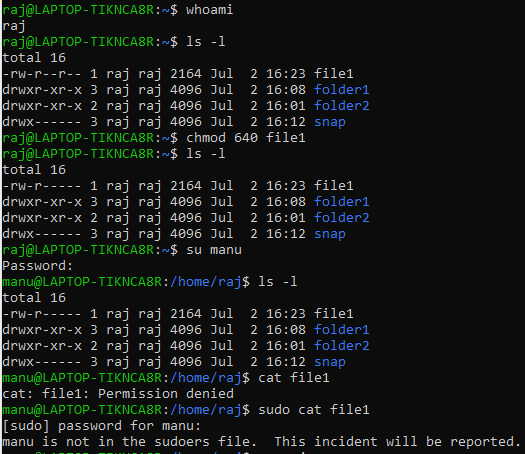 raj@LAPTOP-TIKNCA8R:~$ whoami
raj
raj@LAPTOP-TIKNCA8R:~$ ls -l
total 16
-rw-r--r-- 1 raj raj 2164 Jul  2 16:23 file1
drwxr-xr-x 3 raj raj 4096 Jul  2 16:08 folder1
drwxr-xr-x 2 raj raj 4096 Jul  2 16:01 folder2
drwx------ 3 raj raj 4096 Jul  2 16:12 snap
raj@LAPTOP-TIKNCA8R:~$ chmod 640 file1
raj@LAPTOP-TIKNCA8R:~$ ls -l
total 16
-rw-r----- 1 raj raj 2164 Jul  2 16:23 file1
drwxr-xr-x 3 raj raj 4096 Jul  2 16:08 folder1
drwxr-xr-x 2 raj raj 4096 Jul  2 16:01 folder2
drwx------ 3 raj raj 4096 Jul  2 16:12 snap
raj@LAPTOP-TIKNCA8R:~$ su manu
Password:
manu@LAPTOP-TIKNCA8R:/home/raj$ ls -l
total 16
-rw-r----- 1 raj raj 2164 Jul  2 16:23 file1
drwxr-xr-x 3 raj raj 4096 Jul  2 16:08 folder1
drwxr-xr-x 2 raj raj 4096 Jul  2 16:01 folder2
drwx------ 3 raj raj 4096 Jul  2 16:12 snap
manu@LAPTOP-TIKNCA8R:/home/raj$ cat file1
cat: file1: Permission denied
manu@LAPTOP-TIKNCA8R:/home/raj$ sudo cat file1
[sudo] password for manu:
manu is not in the sudoers file.  This incident will be reported.